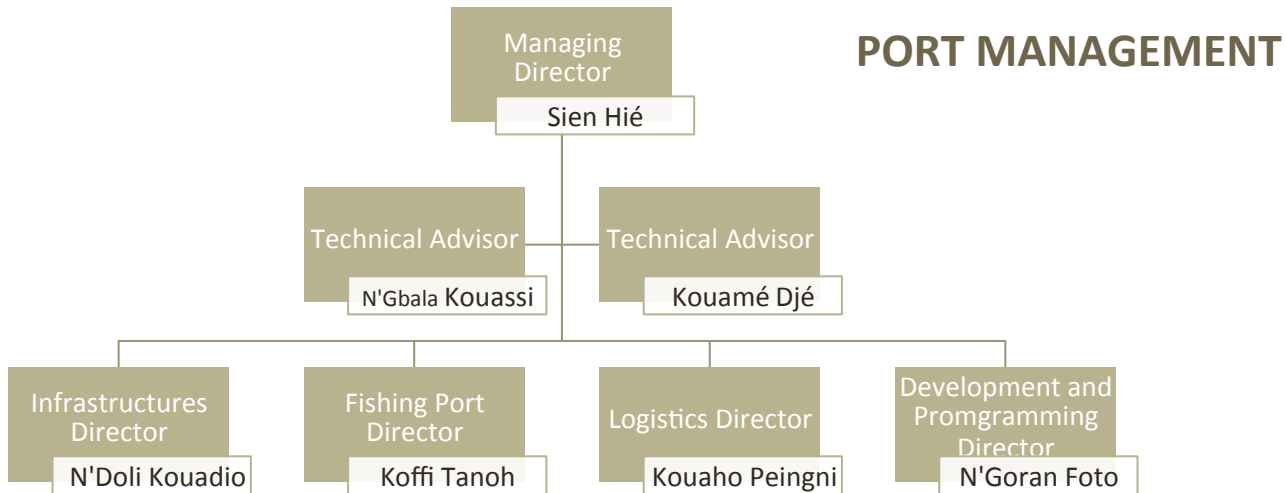 PORT MANAGEMENT
Managing
Director
Sien Hié
Technical Advisor
N'Gbala Kouassi
Technical Advisor
Kouamé Djé
Infrastructures
Director
N'Doli Kouadio
Fishing Port
Director
Koffi Tanoh
Logistics Director
Kouaho Peingni
Development and
Promgramming
Director
N'Goran Foto